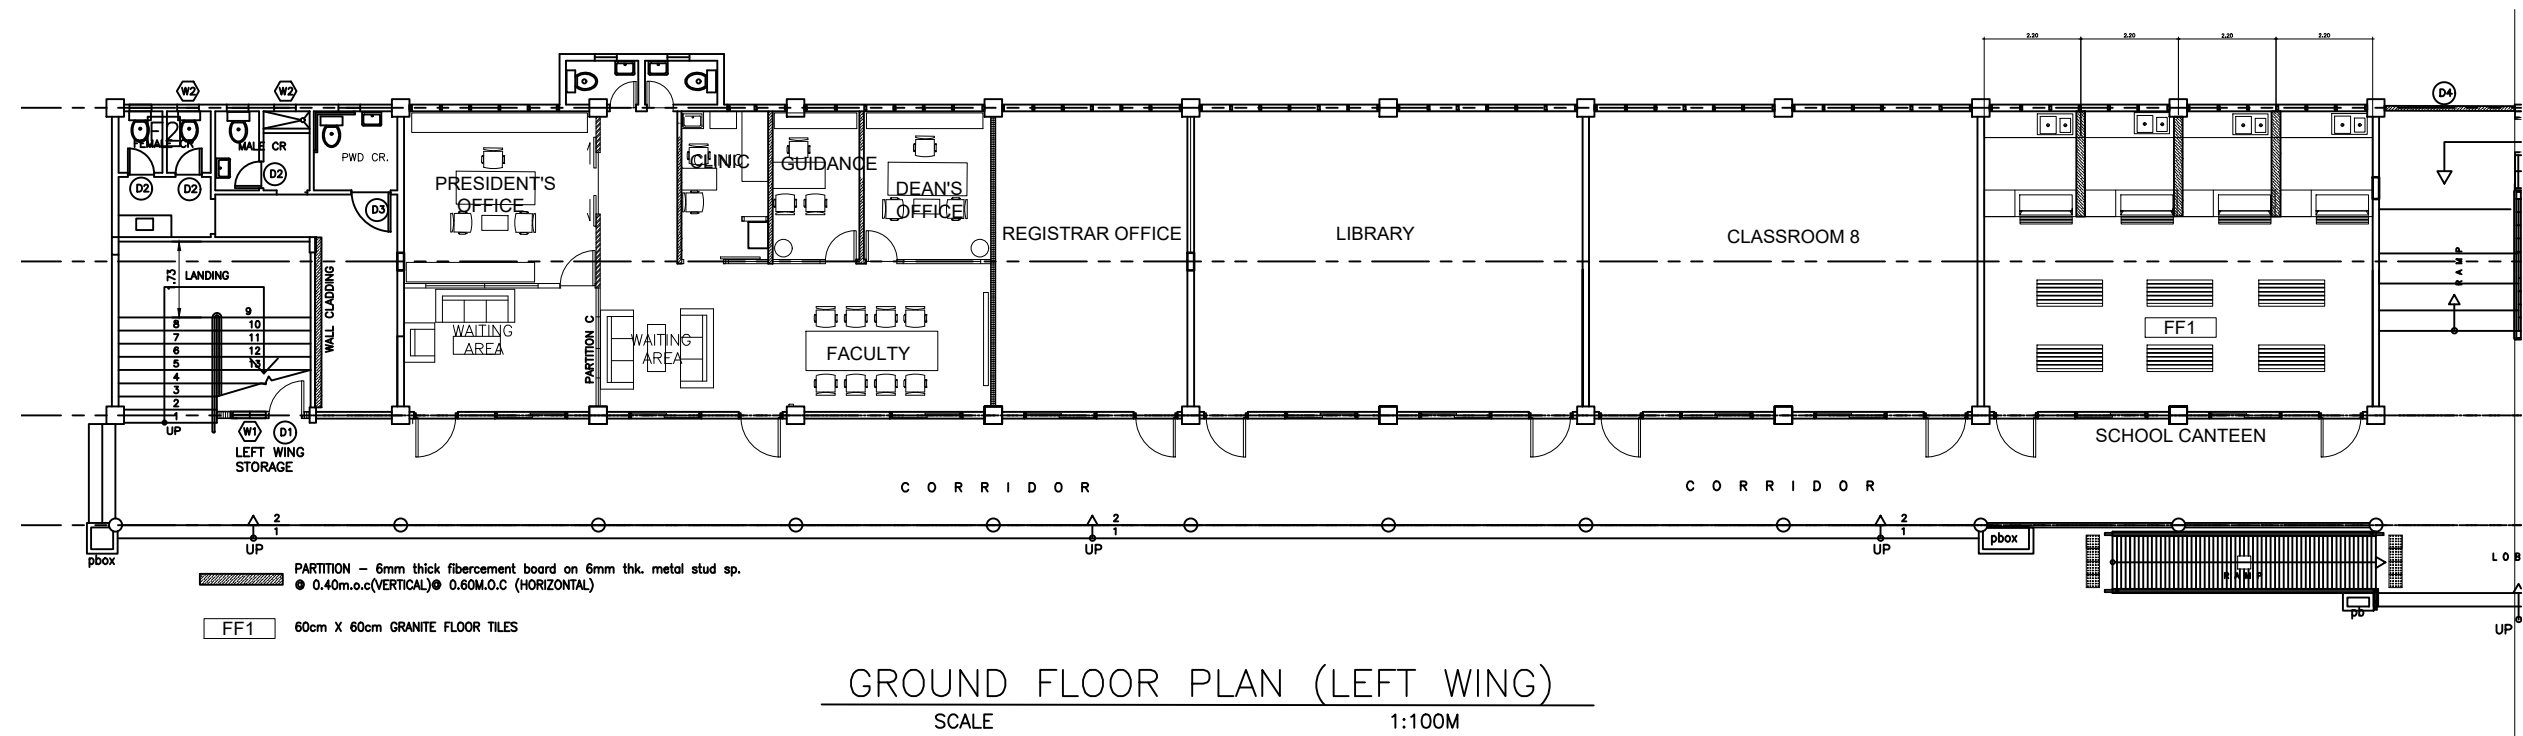 2.20
2.20
2.20
2.20
W2
W2
D4
FEMALE CR
MALE CR
PWD CR.
D2
D2
D2
D3
PRESIDENT'S
OFFICE
CLINIC
GUIDANCE
DEAN'S
OFFICE
REGISTRAR OFFICE
LIBRARY
CLASSROOM 8
RAMP
LANDING
1.73
WALL CLADDING
9
8
10
7
11
6
12
5
13
4
3
2
1
UP
WAITING
AREA
PARTITION C
WAITING
AREA
FACULTY
FF1
SCHOOL CANTEEN
W1
D1
LEFT WING
STORAGE
CORRIDOR
CORRIDOR
2
1
UP
2
1
UP
2
1
UP
pbox
pbox
RAMP
LOB
pb
UP
PARTITION – 6mm thick fibercement board on 6mm thk. metal stud sp.
@ 0.40m.o.c(VERTICAL)@ 0.60M.O.C (HORIZONTAL)
FF1
60cm X 60cm GRANITE FLOOR TILES
GROUND FLOOR PLAN (LEFT WING)
SCALE 1:100M